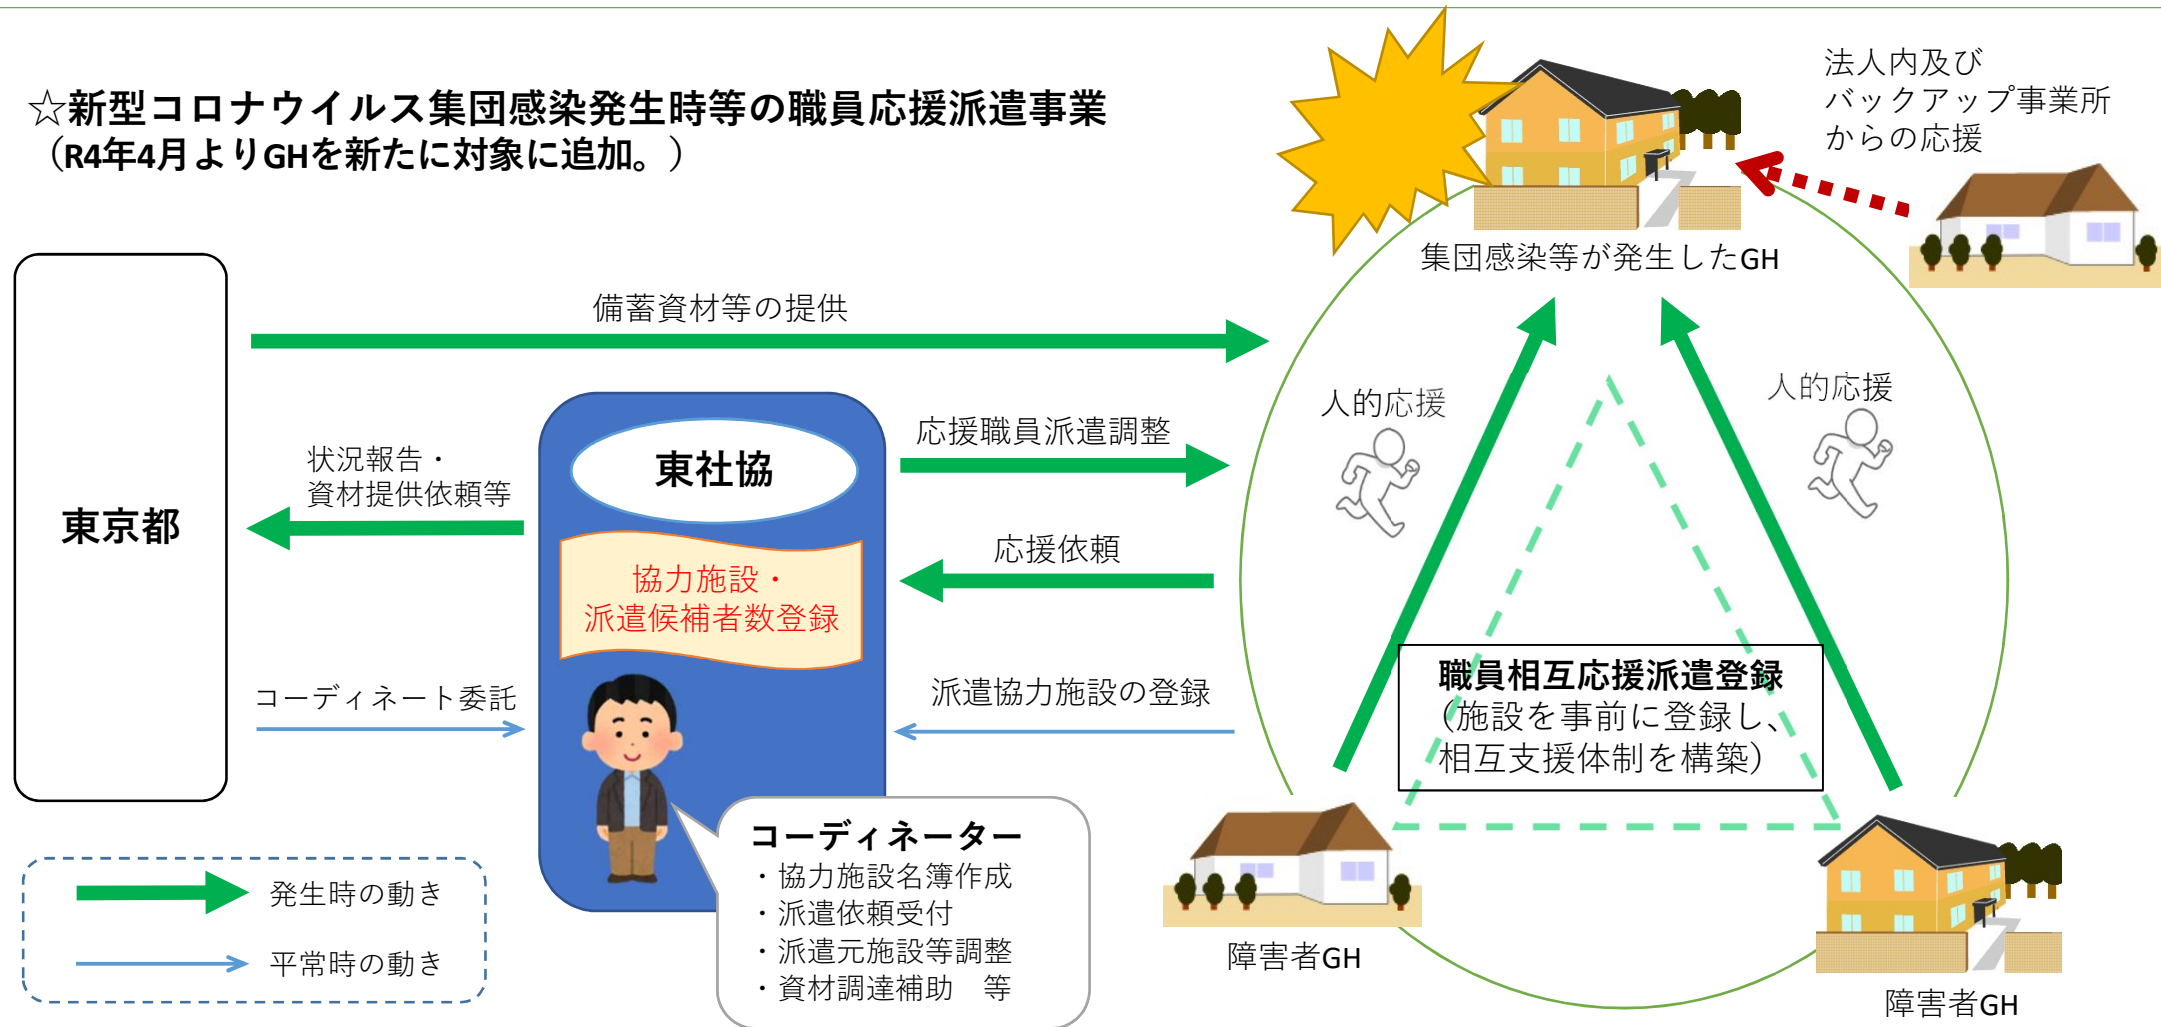 ☆新型コロナウイルス集団感染発生時等の職員応援派遣事業
（R4年4月よりGHを新たに対象に追加。）
法人内及び
バックアップ事業所
からの応援
集団感染等が発生したGH
備蓄資材等の提供
人的応援
人的応援
東京都
状況報告・
資材提供依頼等
東社協
応援職員派遣調整
応援依頼
協力施設・
派遣候補者数登録
コーディネート委託
派遣協力施設の登録
職員相互応援派遣登録
（施設を事前に登録し、
相互支援体制を構築）
コーディネーター
・協力施設名簿作成
・派遣依頼受付
・派遣元施設等調整
・資材調達補助　等
発生時の動き
平常時の動き
障害者GH
障害者GH